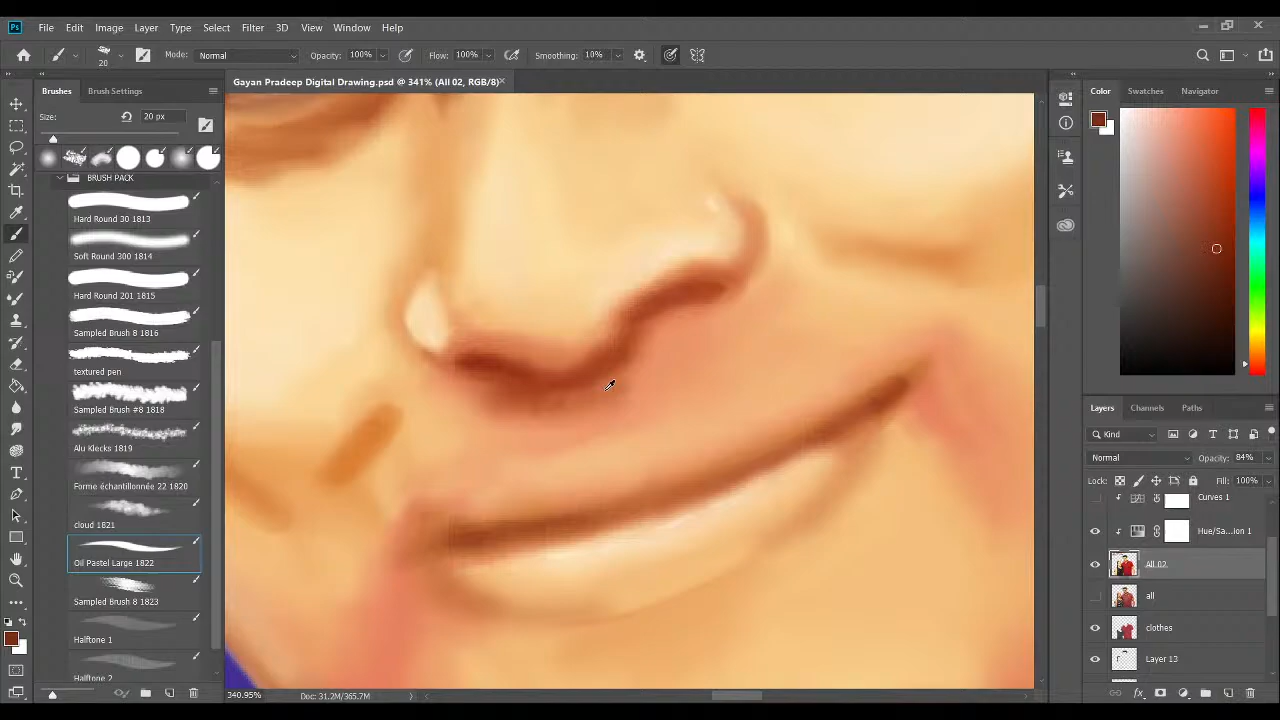 Ps File Edit Image Layer Type Select Filter 3D View Window Help
20 Mode: Normal Opacity: 100% Flow: 100% Smoothing: 10%
Brushes Brush Settings
Gayan Pradeep Digital Drawing.psd @ 341% (All 02, RGB/8)
Color Swatches Navigator
Size: 20 px
BRUSH PACK
Hard Round 30 1813
Soft Round 300 1814
Hard Round 201 1815
Sampled Brush 8 1816
textured pen
Sampled Brush #8 1818
Alu Klecks 1819
Forme échantillonnée 22 1820
cloud 1821
Oil Pastel Large 1822
Sampled Brush 8 1823
Halftone 1
Halftone 2
Layers Channels Paths
Kind
Normal Opacity: 84%
Lock: Fill: 100%
Curves 1
Hue/Sa...ion 1
All 02
all
clothes
Layer 13
340.95% Doc: 31.2M/365.7M